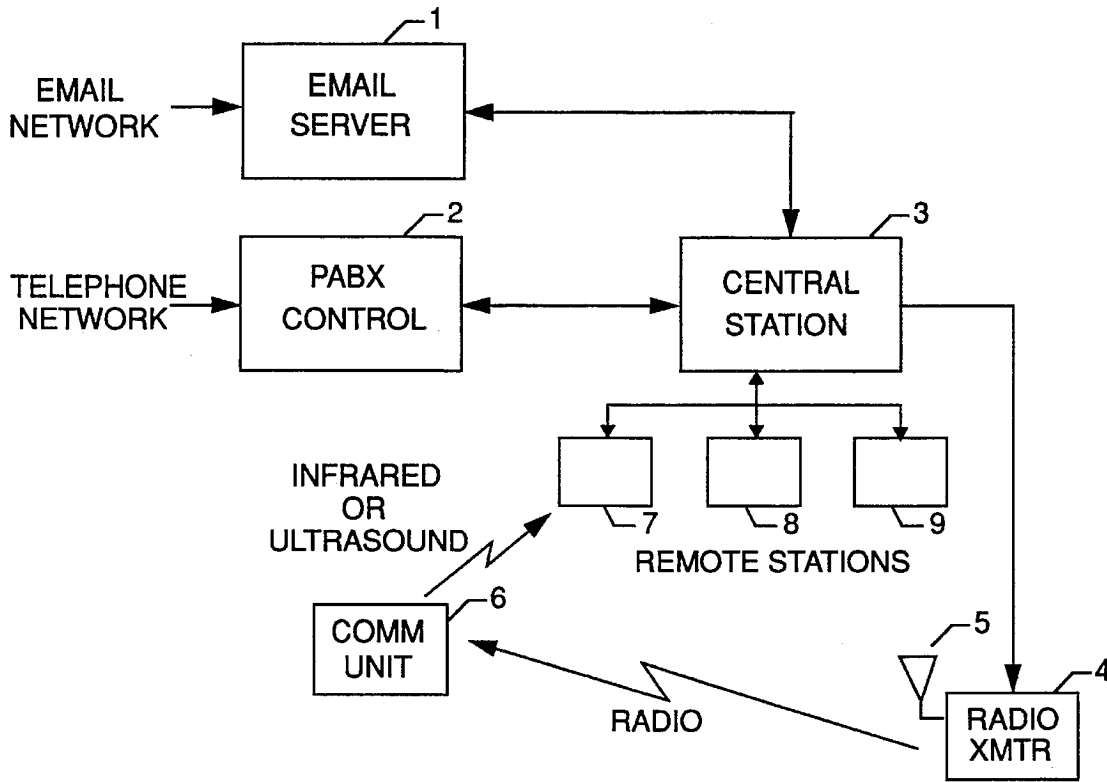 1
EMAIL
NETWORK
EMAIL
SERVER
2
3
TELEPHONE
NETWORK
PABX
CONTROL
CENTRAL
STATION
INFRARED
OR
ULTRASOUND
7
8
9
REMOTE STATIONS
6
COMM
UNIT
5
4
RADIO
RADIO
XMTR